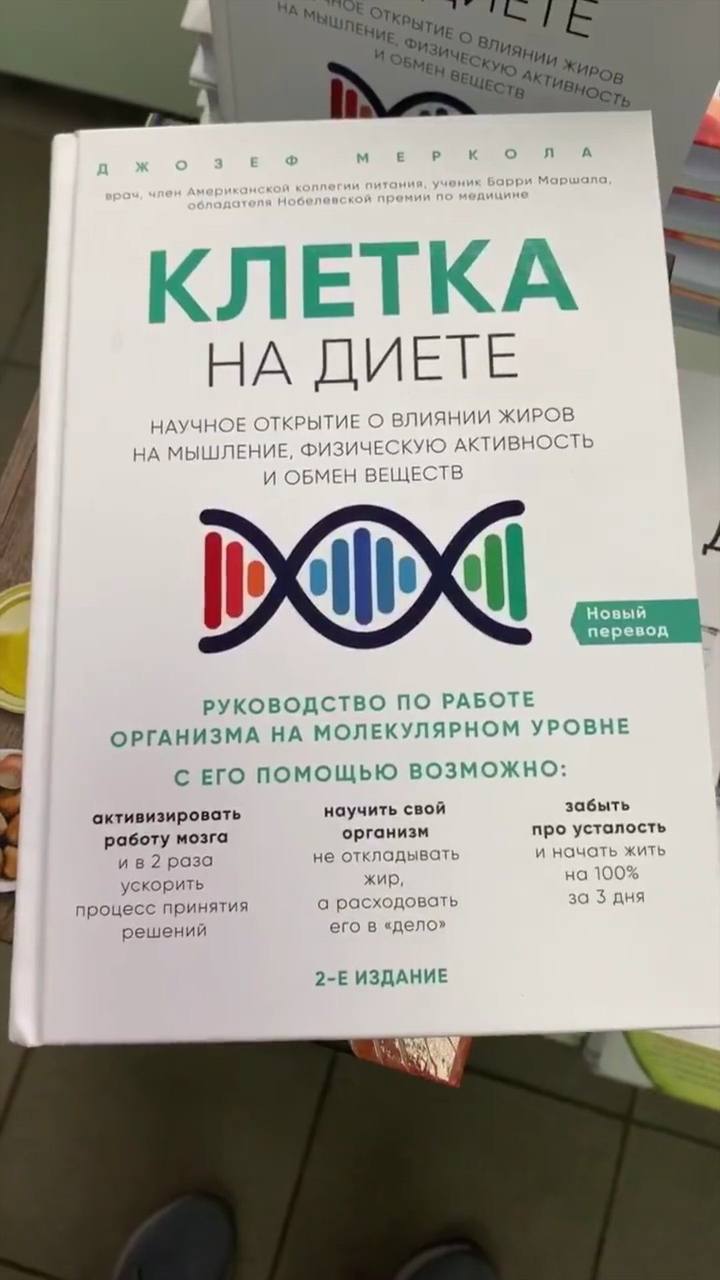 ДИЕТЕ
НАУЧНОЕ ОТКРЫТИЕ О ВЛИЯНИИ ЖИРОВ
НА МЫШЛЕНИЕ, ФИЗИЧЕСКУЮ АКТИВНОСТЬ
И ОБМЕН ВЕЩЕСТВ
ДЖОЗЕФ МЕРКОЛА
врач, член Американской коллегии питания, ученик Барри Маршала,
обладателя Нобелевской премии по медицине
КЛЕТКА
НА ДИЕТЕ
НАУЧНОЕ ОТКРЫТИЕ О ВЛИЯНИИ ЖИРОВ
НА МЫШЛЕНИЕ, ФИЗИЧЕСКУЮ АКТИВНОСТЬ
И ОБМЕН ВЕЩЕСТВ
Новый
перевод
РУКОВОДСТВО ПО РАБОТЕ
ОРГАНИЗМА НА МОЛЕКУЛЯРНОМ УРОВНЕ
С ЕГО ПОМОЩЬЮ ВОЗМОЖНО:
активизировать
работу мозга
и в 2 раза
ускорить
процесс принятия
решений
научить свой
организм
не откладывать
жир,
а расходовать
его в «дело»
забыть
про усталость
и начать жить
на 100%
за 3 дня
2-Е ИЗДАНИЕ